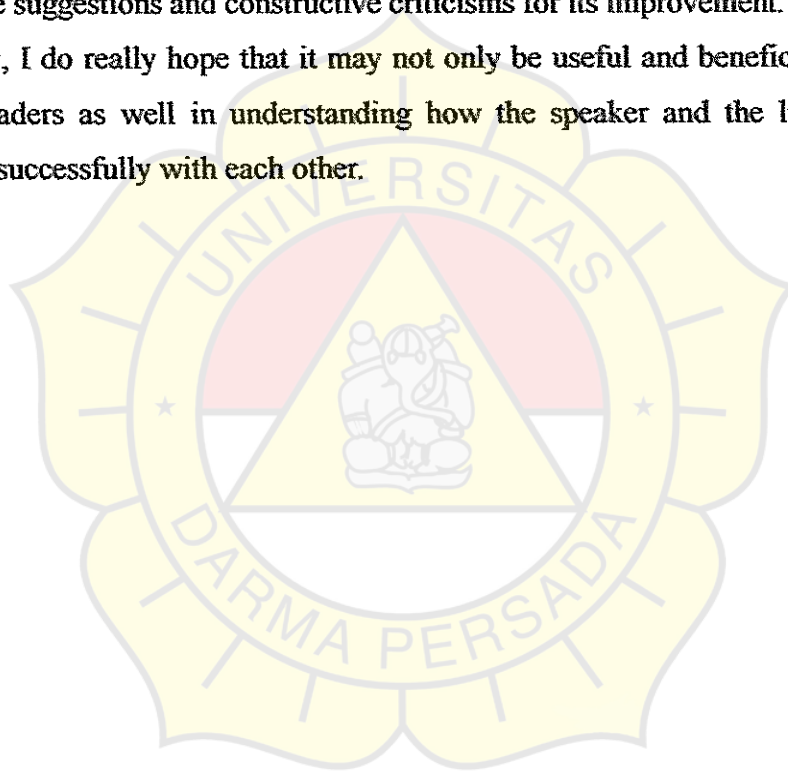 e suggestions and constructive criticisms for its improvement.
, I do really hope that it may not only be useful and benefic
aders as well in understanding how the speaker and the l
successfully with each other.
UNIVERSITAS
DARMA PERSADA